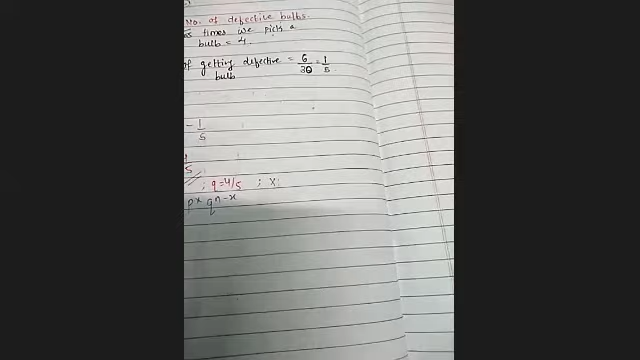 No. of defective bulbs.
times we pick a
bulb = 4.
of getting defective = 6/30 = 1/5
bulb
- 1/5
5
; q = 4/5 ; x
p^x q^n-x